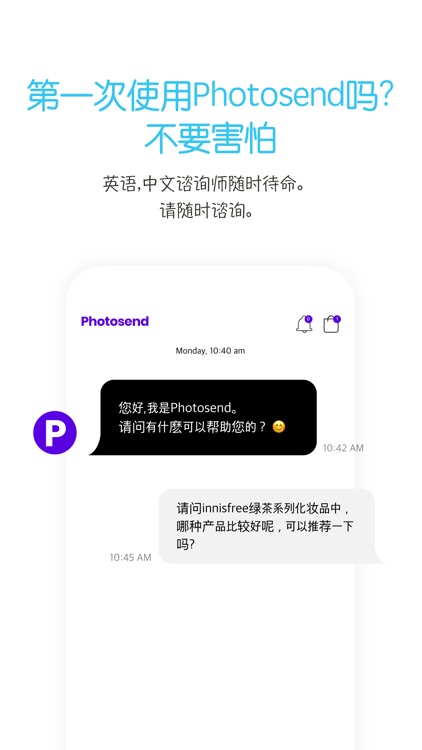 第一次使用Photosend吗?
不要害怕
英语,中文谘询师随时待命。
请随时谘询。
Photosend
0
1
Monday, 10:40 am
您好,我是Photosend。
请问有什麽可以帮助您的？😊
P
10:42 AM
请问innisfree绿茶系列化妆品中，
哪种产品比较好呢，可以推荐一下
吗?
10:45 AM